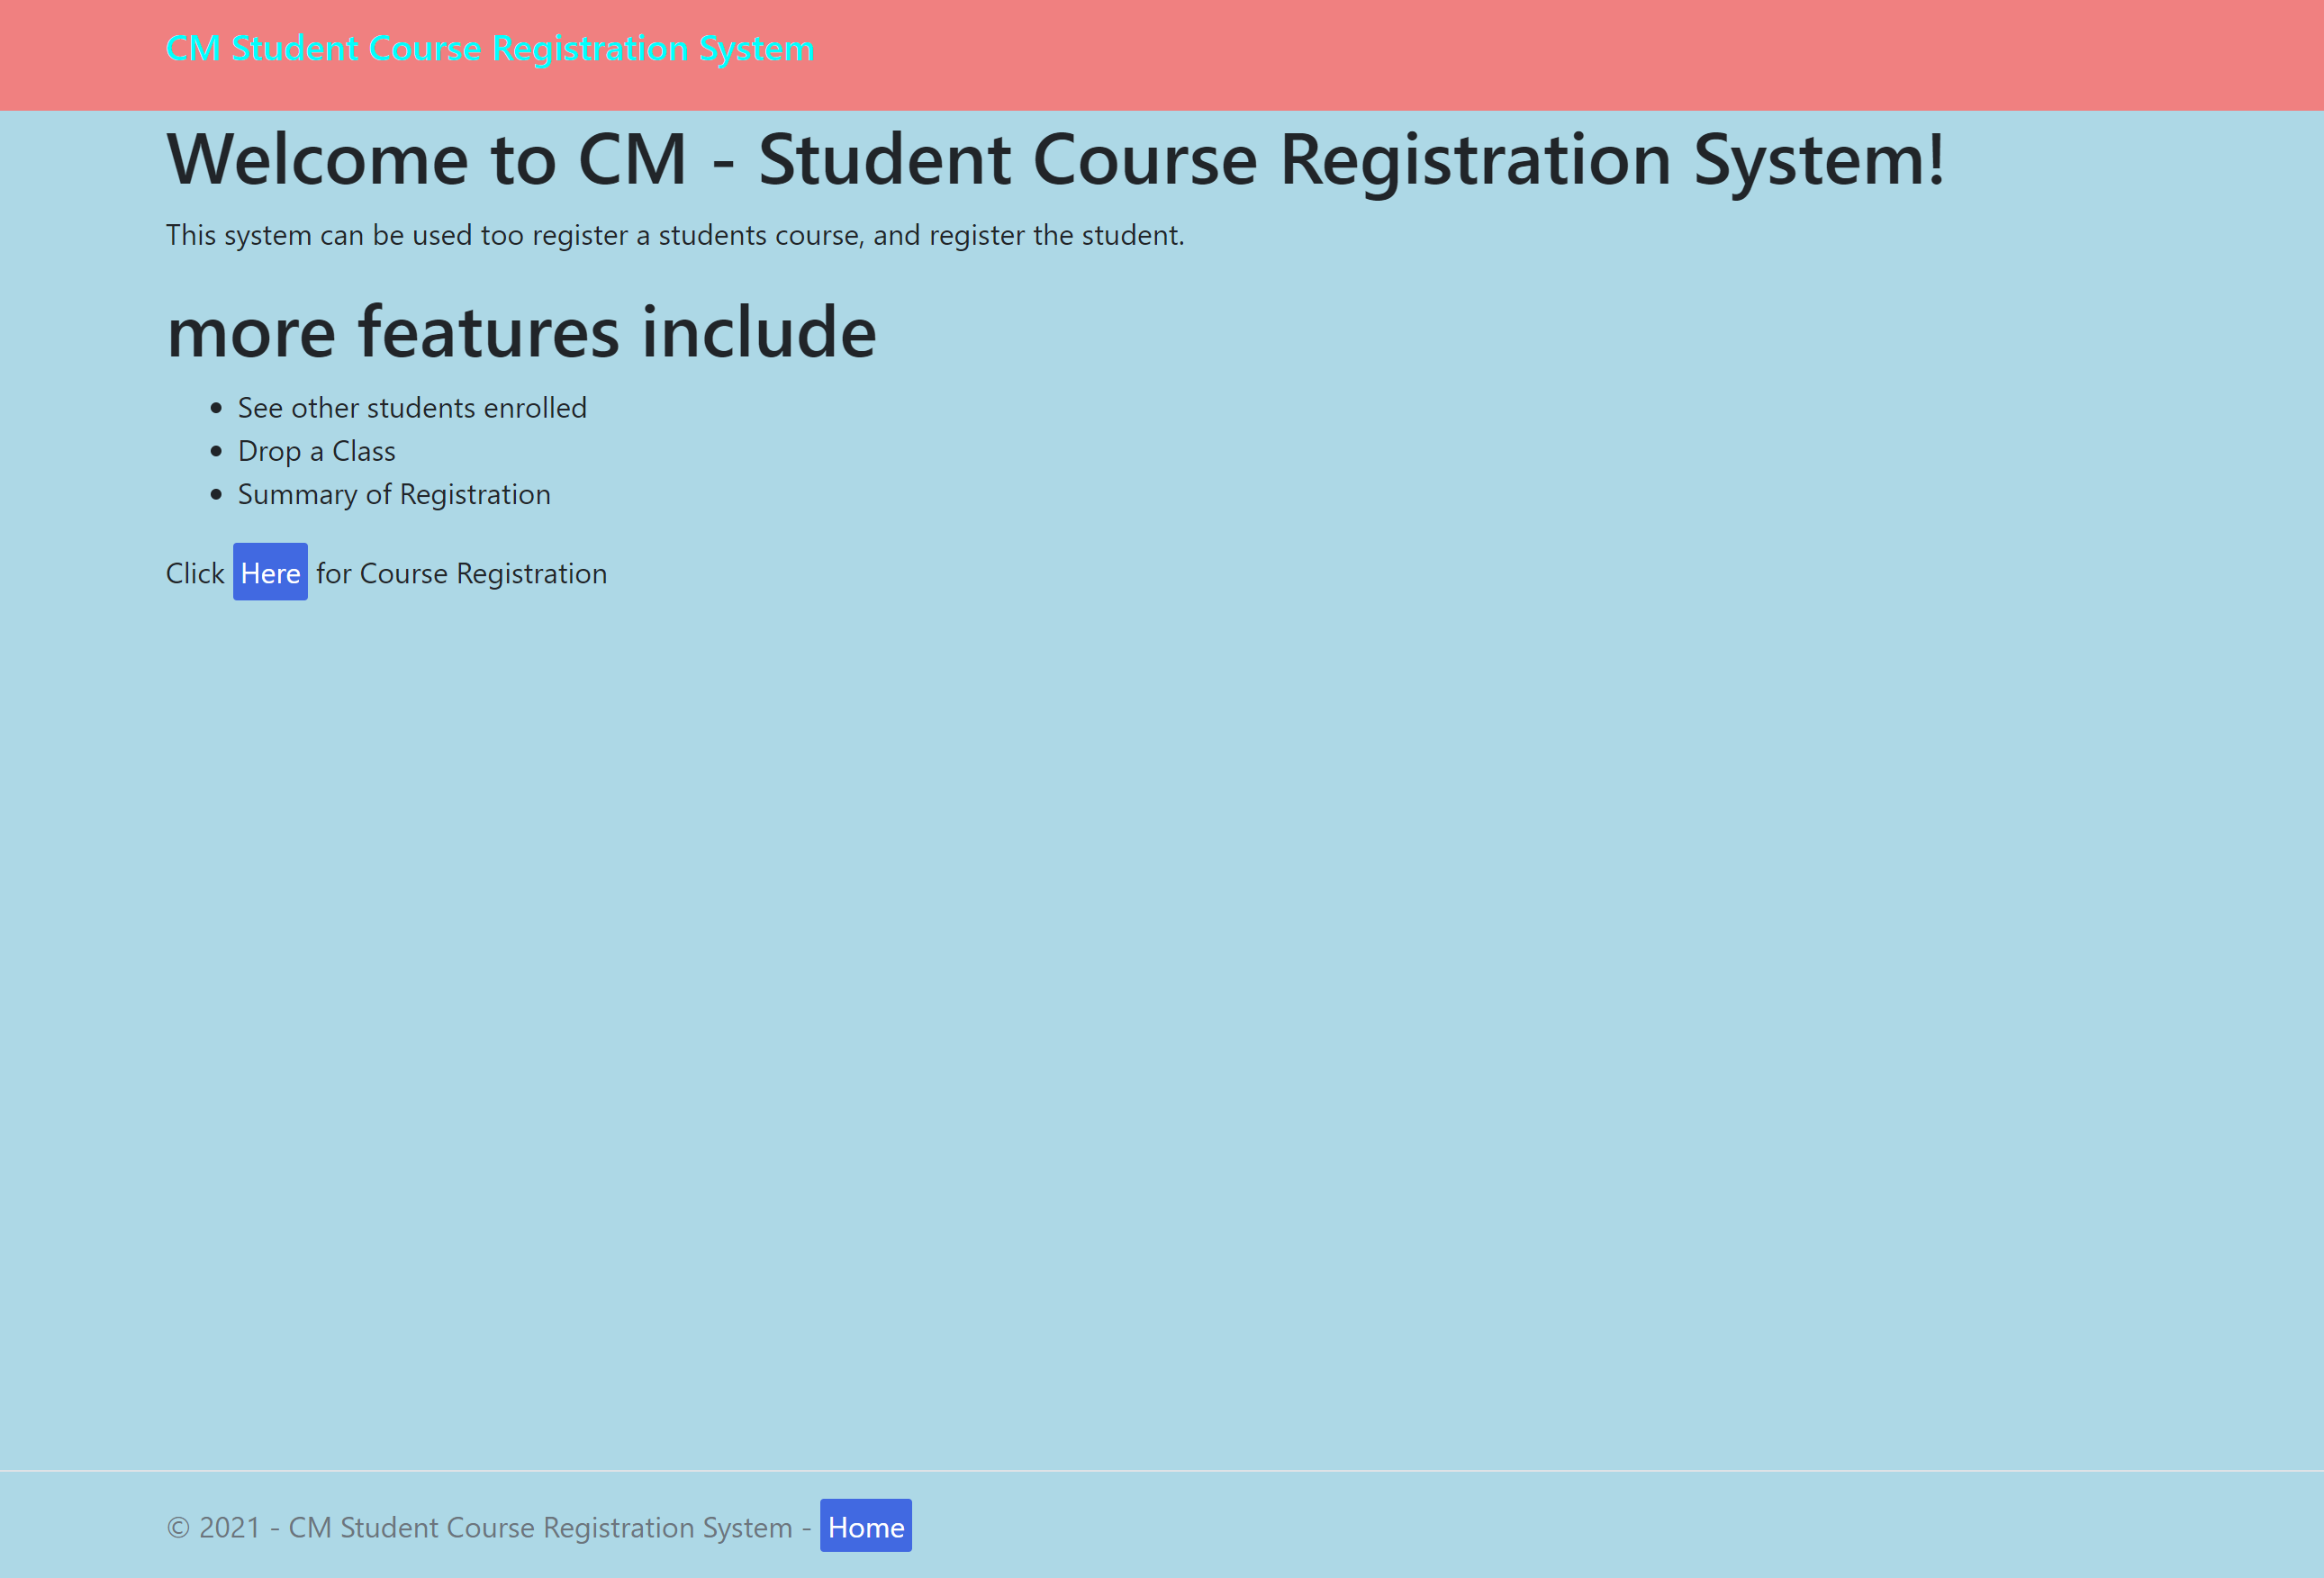 CM Student Course Registration System
Welcome to CM - Student Course Registration System!
This system can be used too register a students course, and register the student.
more features include
See other students enrolled
Drop a Class
Summary of Registration
Click Here for Course Registration
© 2021 - CM Student Course Registration System - Home